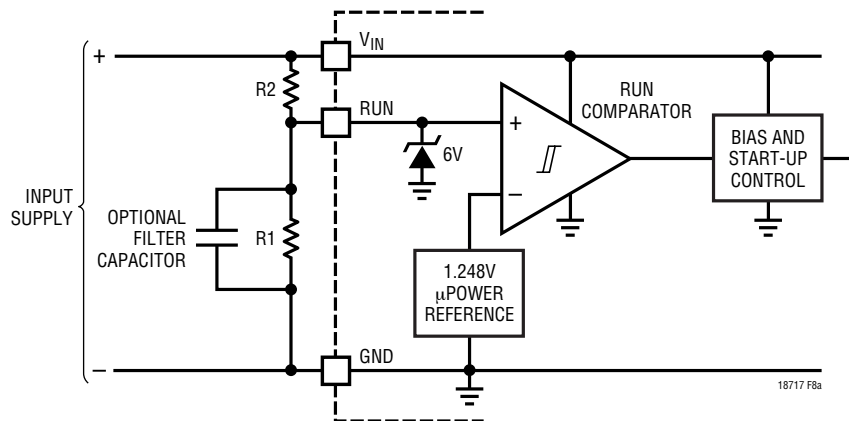 V_IN
+
R2
RUN
RUN
COMPARATOR
+
6V
BIAS AND
START-UP
CONTROL
INPUT
SUPPLY
OPTIONAL
FILTER
CAPACITOR
R1
−
1.248V
µPOWER
REFERENCE
−
GND
18717 F8a